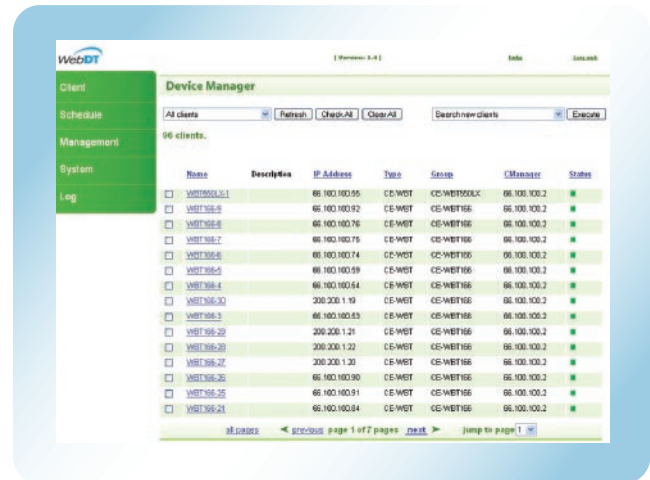 WebDT
[ Version: 1.4 ]
Client
Schedule
Management
System
Log
Device Manager
All clients Refresh Check All Clear All Search new clients Execute
96 clients.
Name Description IP Address Type Group CManager Status
WBT550LX-1 66.100.100.55 CE-WBT CE-WBT550LX 66.100.100.2
WBT166-9 66.100.100.92 CE-WBT CE-WBT166 66.100.100.2
WBT166-8 66.100.100.76 CE-WBT CE-WBT166 66.100.100.2
WBT166-7 66.100.100.75 CE-WBT CE-WBT166 66.100.100.2
WBT166-6 66.100.100.74 CE-WBT CE-WBT166 66.100.100.2
WBT166-5 66.100.100.59 CE-WBT CE-WBT166 66.100.100.2
WBT166-4 66.100.100.54 CE-WBT CE-WBT166 66.100.100.2
WBT166-30 200.200.1.19 CE-WBT CE-WBT166 66.100.100.2
WBT166-3 66.100.100.53 CE-WBT CE-WBT166 66.100.100.2
WBT166-29 200.200.1.21 CE-WBT CE-WBT166 66.100.100.2
WBT166-28 200.200.1.22 CE-WBT CE-WBT166 66.100.100.2
WBT166-27 200.200.1.20 CE-WBT CE-WBT166 66.100.100.2
WBT166-26 66.100.100.90 CE-WBT CE-WBT166 66.100.100.2
WBT166-25 66.100.100.91 CE-WBT CE-WBT166 66.100.100.2
WBT166-21 66.100.100.84 CE-WBT CE-WBT166 66.100.100.2
all pages previous page 1 of 7 pages next jump to page 1